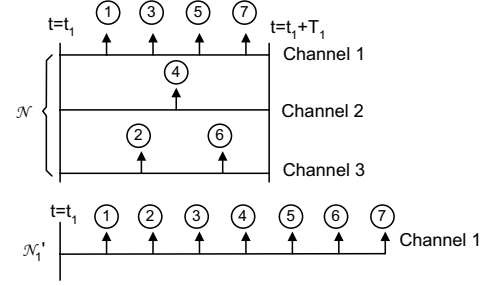 t=t₁ ① ③ ⑤ ⑦ t=t₁+T₁
Channel 1
④
𝒩 Channel 2
② ⑥
Channel 3
t=t₁ ① ② ③ ④ ⑤ ⑥ ⑦
𝒩₁' Channel 1